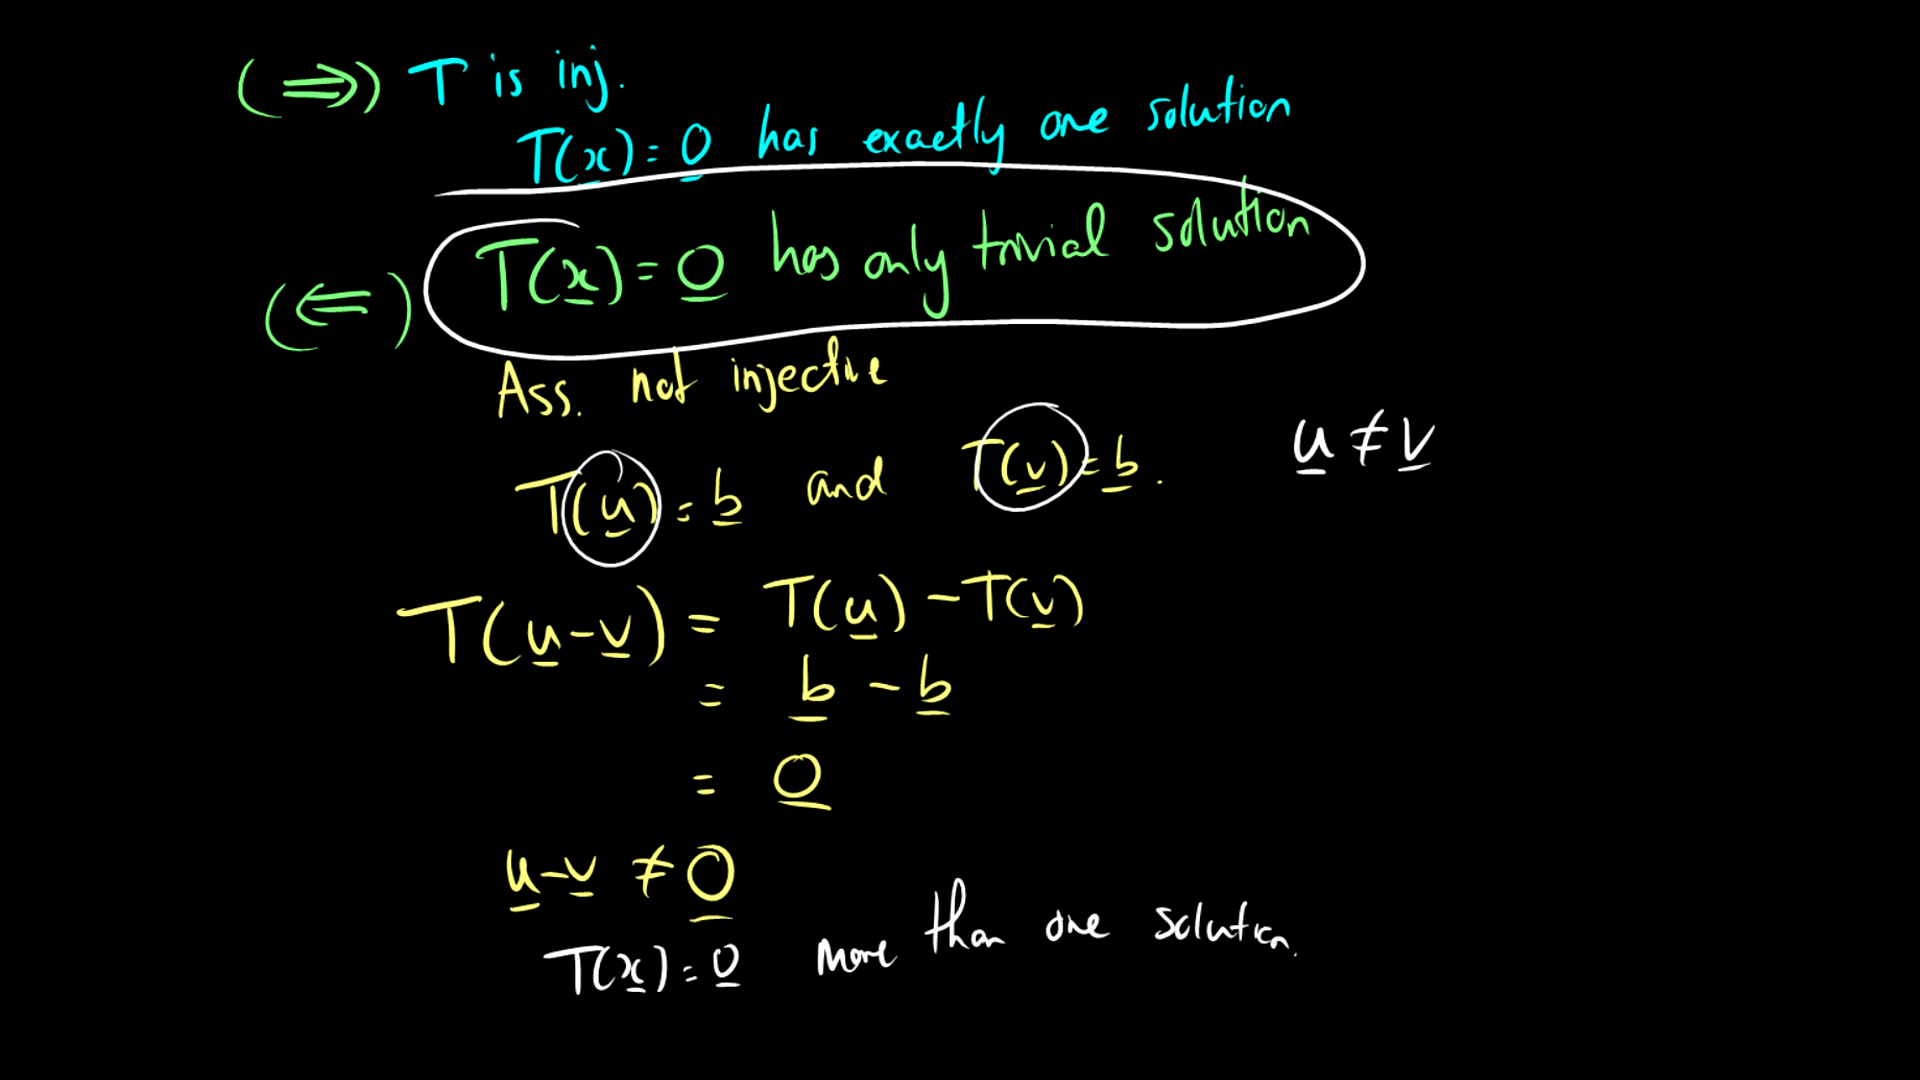 (⇒) T is inj.
T(x) = 0 has exactly one solution
(⇐) T(x) = 0 has only trivial solution
Ass. not injective
T(u) = b and T(v) = b. u ≠ v
T(u-v) = T(u) - T(v)
= b - b
= 0
u-v ≠ 0
T(x) = 0 more than one solution.